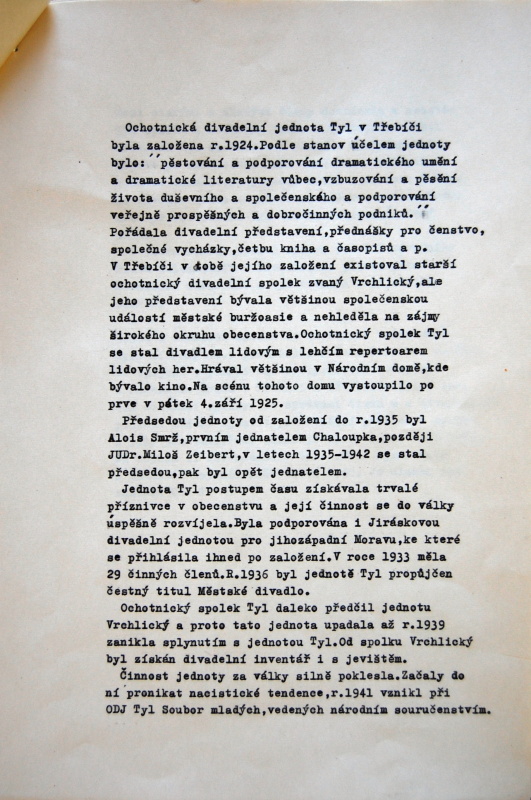 Ochotnická divadelní jednota Tyl v Třebíči
byla založena r.1924.Podle stanov účelem jednoty
bylo:"pěstování a podporování dramatického umění
a dramatické literatury vůbec,vzbuzování a pěsění
života duševního a společenského a podporování
veřejně prospěšných a dobročinných podniků."
Pořádala divadelní představení,přednášky pro čenstvo,
společné vycházky,četbu kniha a časopisů a p.
V Třebíči v době jejího založení existoval starší
ochotnický divadelní spolek zvaný Vrchlický,ale
jeho představení bývala většinou společenskou
událostí městské buržoasie a nehleděla na zájmy
širokého okruhu obecenstva.Ochotnický spolek Tyl
se stal divadlem lidovým s lehčím repertoarem
lidových her.Hrával většinou v Národním domě,kde
bývalo kino.Na scénu tohoto domu vystoupilo po
prve v pátek 4.září 1925.
Předsedou jednoty od založení do r.1935 byl
Alois Smrž,prvním jednatelem Chaloupka,později
JUDr.Miloš Zeibert,v letech 1935-1942 se stal
předsedou,pak byl opět jednatelem.
Jednota Tyl postupem času získávala trvalé
příznivce v obecenstvu a její činnost se do války
úspěšně rozvíjela.Byla podporována i Jiráskovou
divadelní jednotou pro jihozápadní Moravu,ke které
se přihlásila ihned po založení.V roce 1933 měla
29 činných členů.R.1936 byl jednotě Tyl propůjčen
čestný titul Městské divadlo.
Ochotnický spolek Tyl daleko předčil jednotu
Vrchlický a proto tato jednota upadala až r.1939
zanikla splynutím s jednotou Tyl.Od spolku Vrchlický
byl získán divadelní inventář i s jevištěm.
Činnost jednoty za války silně poklesla.Začaly do
ní pronikat nacistické tendence,r.1941 vznikl při
ODJ Tyl Soubor mladých,vedených národním souručenstvím.